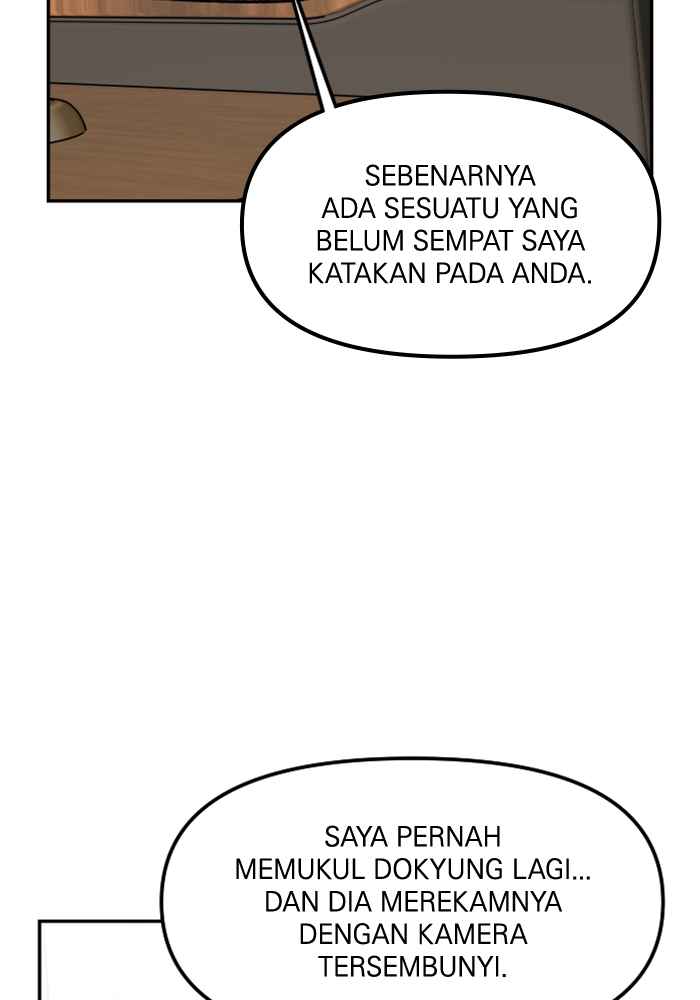 SEBENARNYA
ADA SESUATU YANG
BELUM SEMPAT SAYA
KATAKAN PADA ANDA.
SAYA PERNAH
MEMUKUL DOKYUNG LAGI...
DAN DIA MEREKAMNYA
DENGAN KAMERA
TERSEMBUNYI.